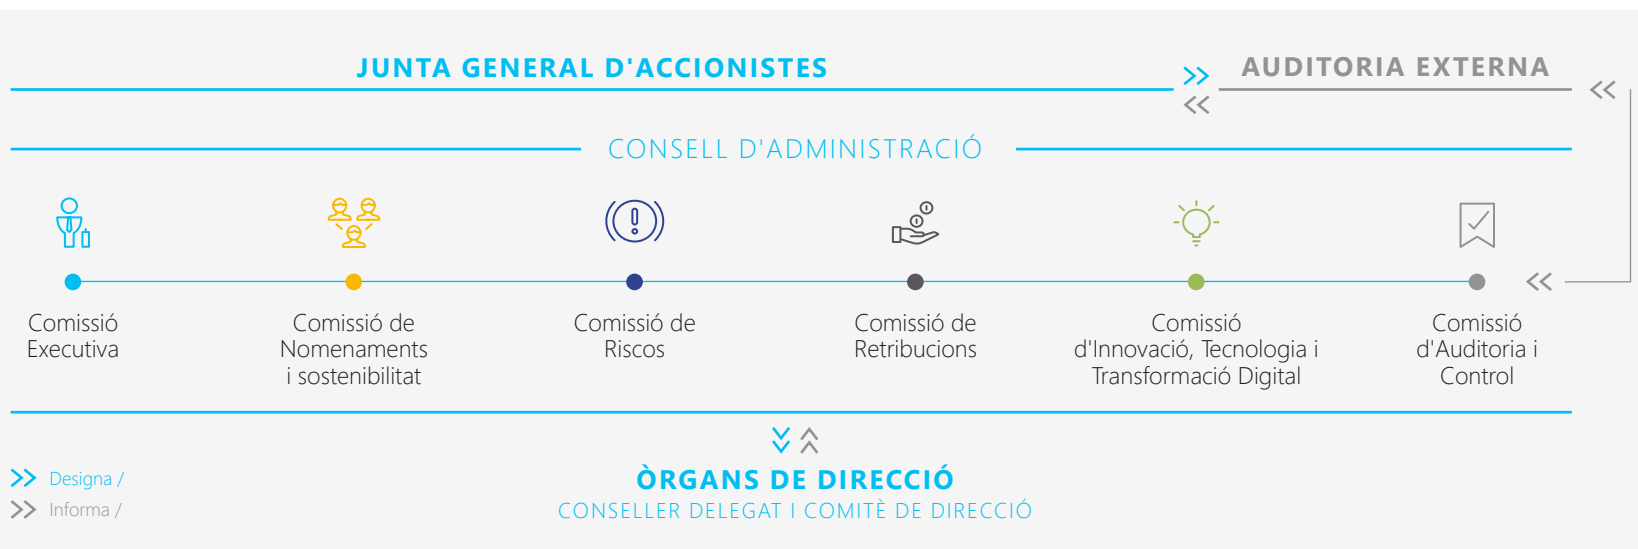 JUNTA GENERAL D'ACCIONISTES
AUDITORIA EXTERNA
CONSELL D'ADMINISTRACIÓ
Comissió
Executiva
Comissió de
Nomenaments
i sostenibilitat
Comissió de
Riscos
Comissió de
Retribucions
Comissió
d'Innovació, Tecnologia i
Transformació Digital
Comissió
d'Auditoria i
Control
Designa /
Informa /
ÒRGANS DE DIRECCIÓ
CONSELLER DELEGAT I COMITÈ DE DIRECCIÓ